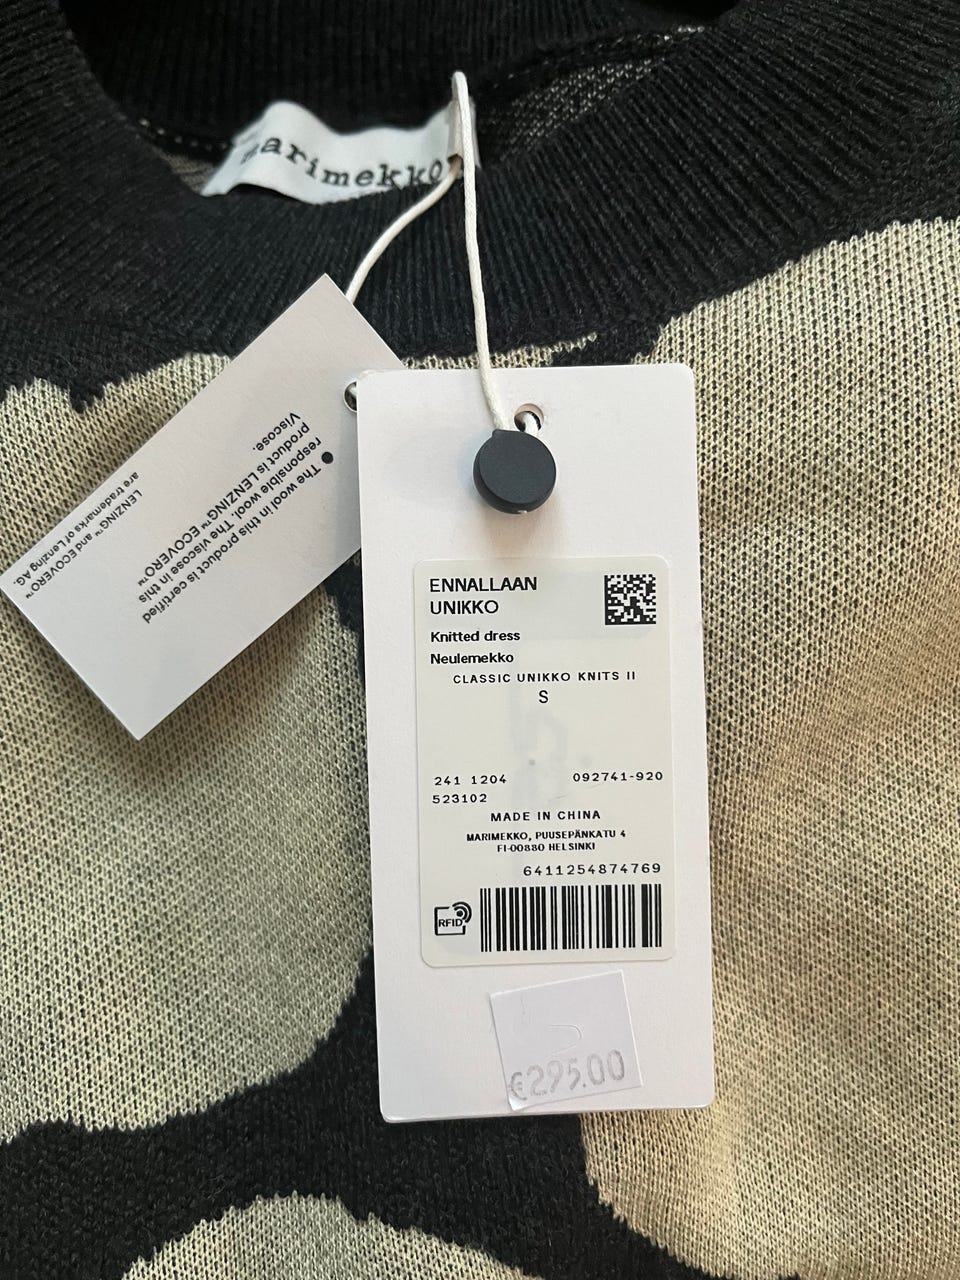 marimekko
The wool in this product is certified
responsible wool. The viscose in this
product is LENZING™ ECOVERO™
Viscose.
LENZING™ and ECOVERO™
are trademarks of Lenzing AG.
ENNALLAAN
UNIKKO
Knitted dress
Neulemekko
CLASSIC UNIKKO KNITS II
S
241 1204 092741-920
523102
MADE IN CHINA
MARIMEKKO, PUUSEPÄNKATU 4
FI-00880 HELSINKI
6411254874769
RFID
€295.00